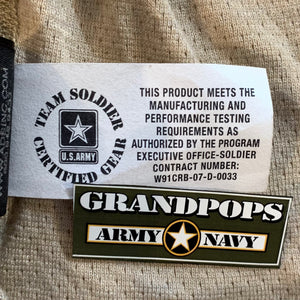 TEAM SOLDIER
CERTIFIED GEAR
U.S.ARMY
THIS PRODUCT MEETS THE
MANUFACTURING AND
PERFORMANCE TESTING
REQUIREMENTS AS
AUTHORIZED BY THE PROGRAM
EXECUTIVE OFFICE-SOLDIER
CONTRACT NUMBER:
W91CRB-07-D-0033
GRANDPOPS
ARMY NAVY